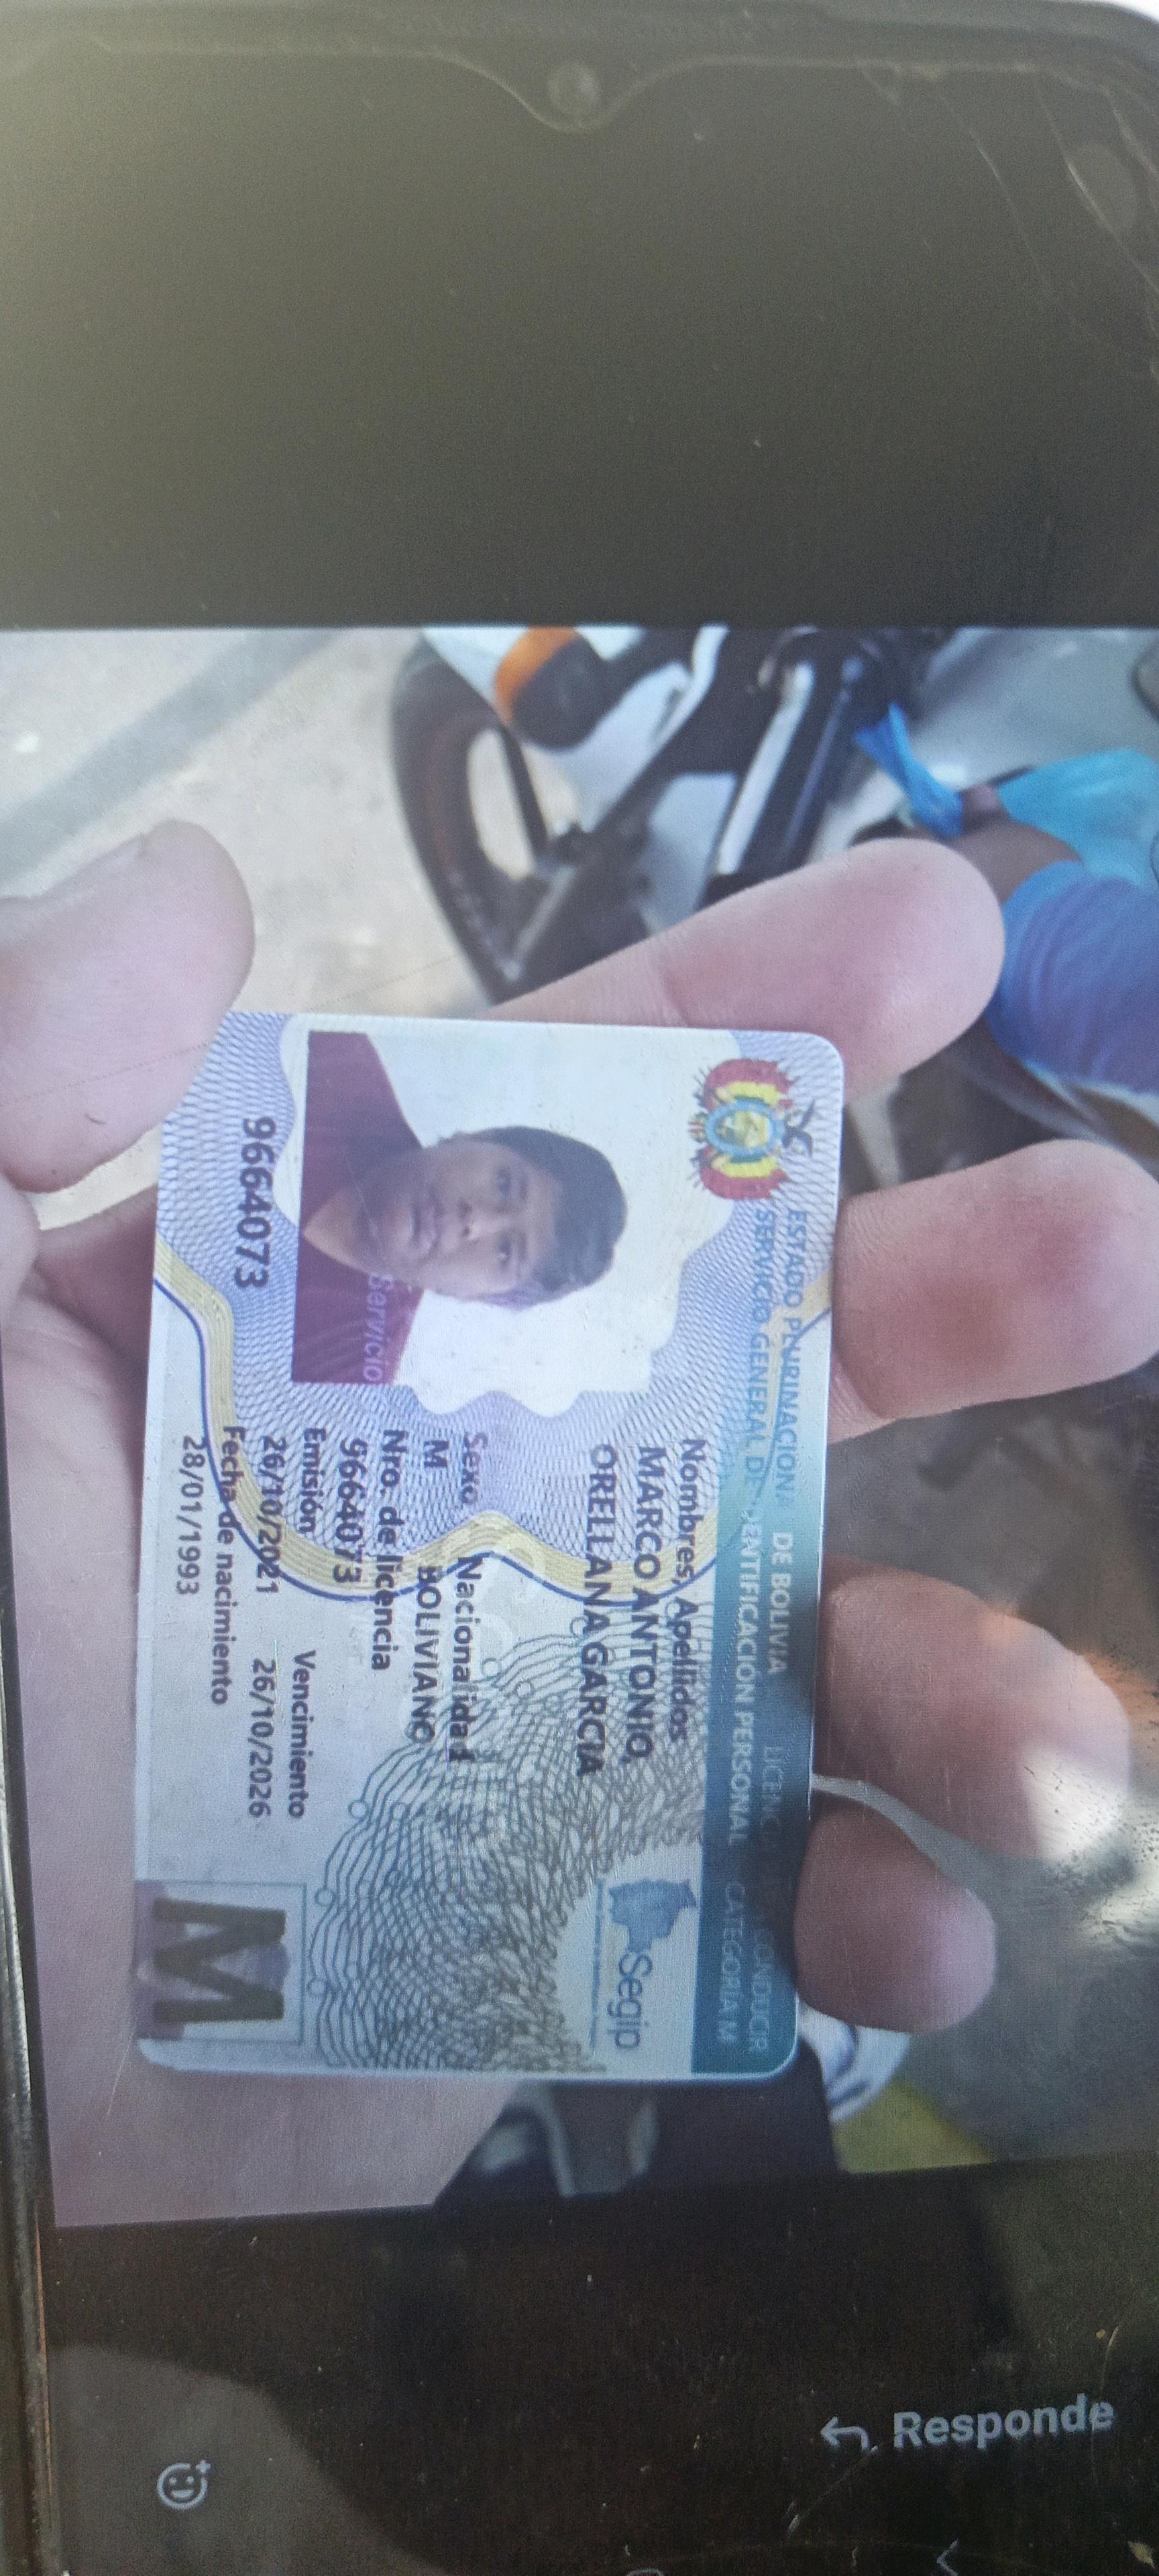 ESTADO PLURINACIONAL DE BOLIVIA LICENCIA DE CONDUCIR
SERVICIO GENERAL DE IDENTIFICACIÓN PERSONAL CATEGORÍA M
Segip
Nombres, Apellidos
MARCO ANTONIO,
ORELLANA GARCIA
Sexo Nacionalidad
M BOLIVIANO
Nro. de licencia
9664073
Emisión Vencimiento
26/10/2021 26/10/2026
Fecha de nacimiento
28/01/1993
Servicio
9664073
M
Responde